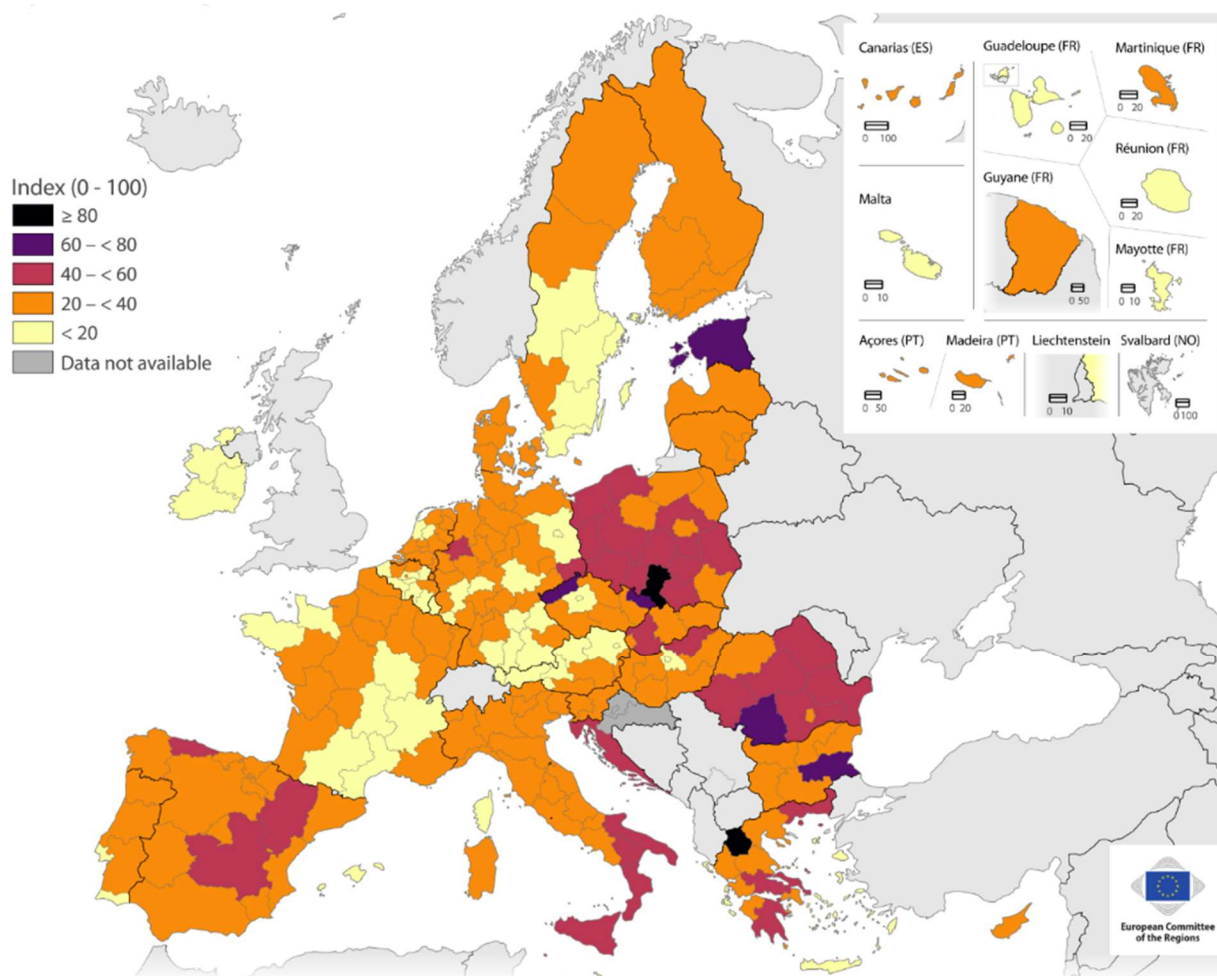 Index (0 - 100)
≥ 80
60 – < 80
40 – < 60
20 – < 40
< 20
Data not available
Canarias (ES)
0 100
Guadeloupe (FR)
0 20
Martinique (FR)
0 20
Réunion (FR)
0 20
Malta
0 10
Guyane (FR)
0 50
Mayotte (FR)
0 10
Açores (PT)
0 50
Madeira (PT)
0 20
Liechtenstein
0 10
Svalbard (NO)
0 100
European Committee
of the Regions